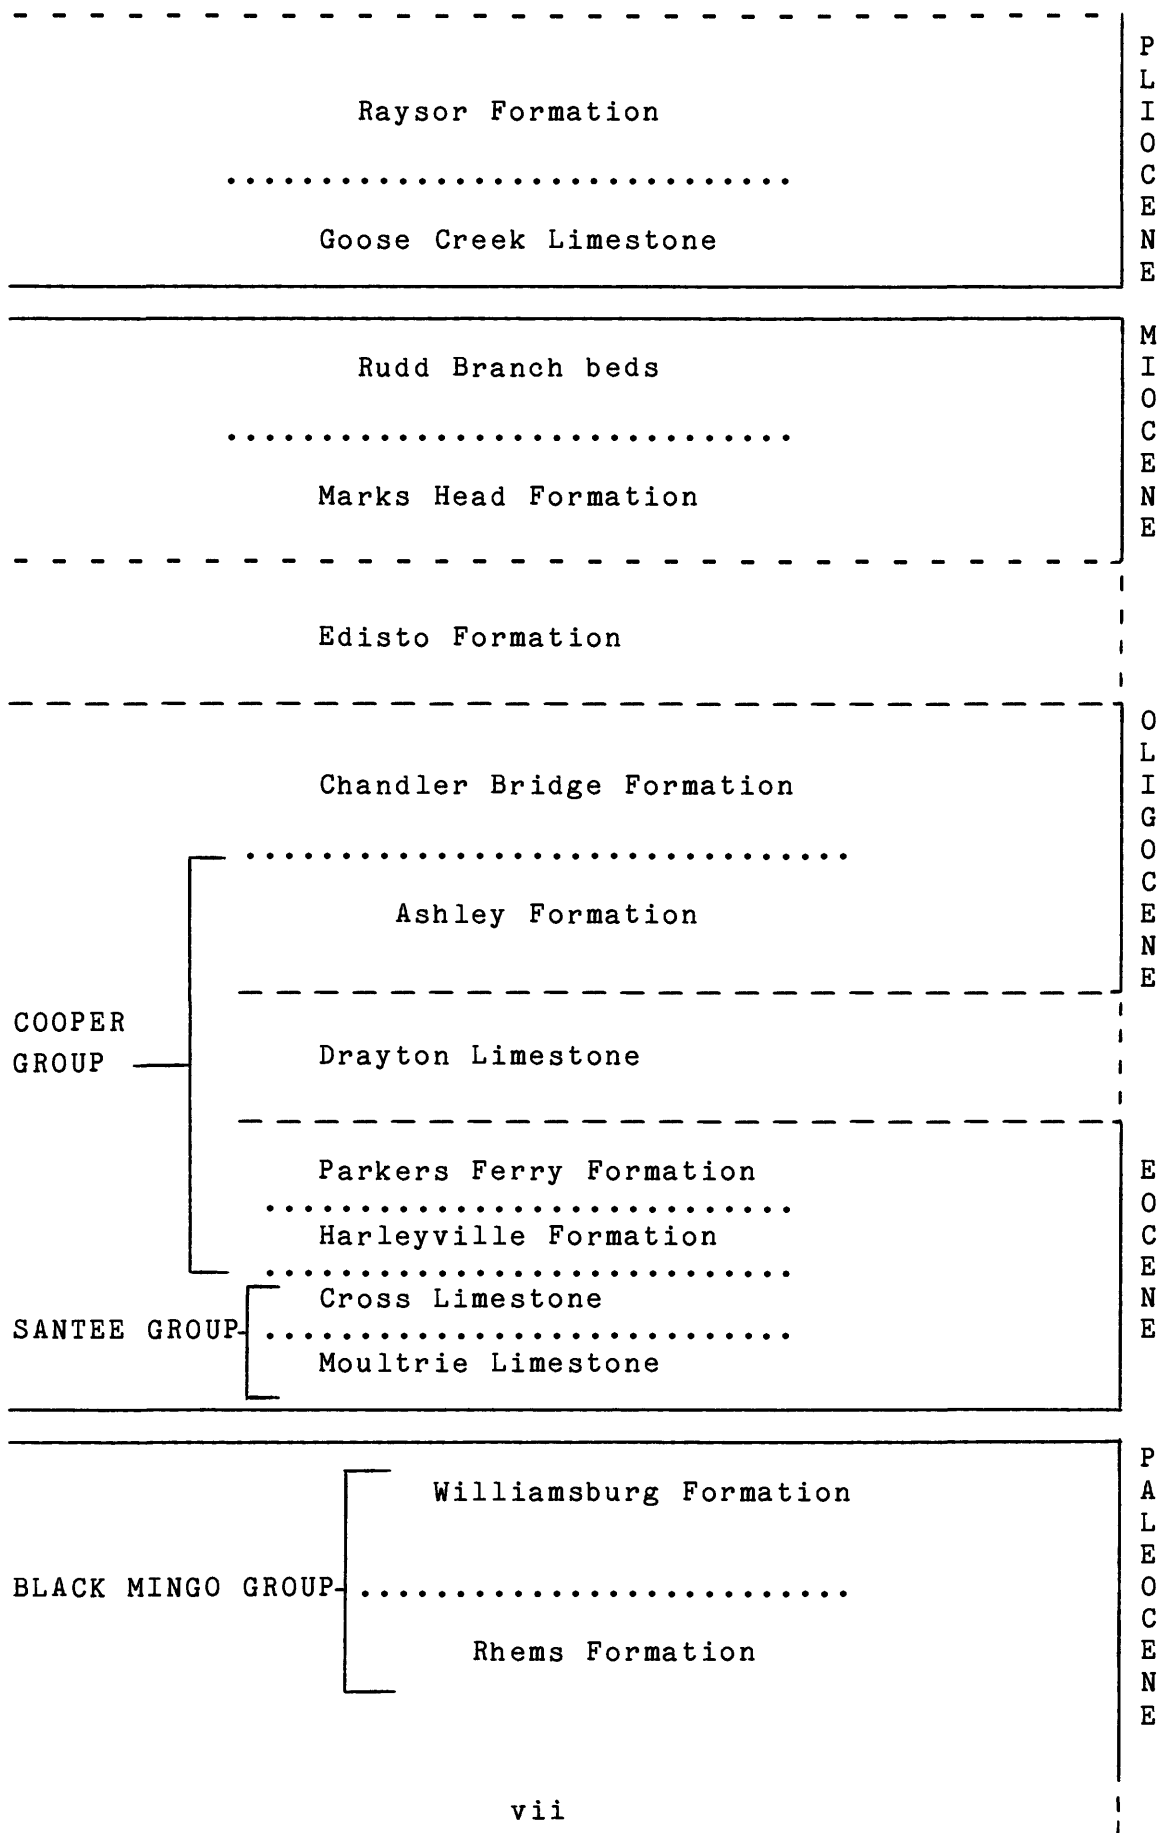 PLIOCENE
Raysor Formation
Goose Creek Limestone
MIOCENE
Rudd Branch beds
Marks Head Formation
Edisto Formation
OLIGOCENE
Chandler Bridge Formation
Ashley Formation
COOPER
GROUP
Drayton Limestone
EOCENE
Parkers Ferry Formation
Harleyville Formation
Cross Limestone
SANTEE GROUP
Moultrie Limestone
PALEOCENE
Williamsburg Formation
BLACK MINGO GROUP
Rhems Formation
vii